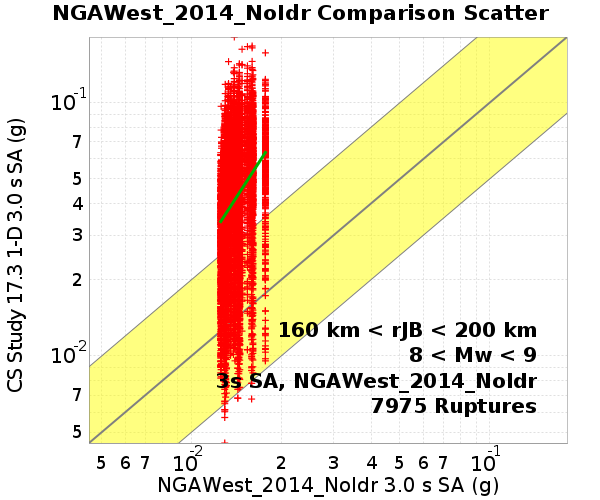 NGAWest_2014_NoIdr Comparison Scatter
CS Study 17.3 1-D 3.0 s SA (g)
10-1
7
5
4
3
2
10-2
7
5
160 km < rJB < 200 km
8 < Mw < 9
3s SA, NGAWest_2014_NoIdr
7975 Ruptures
5 6 7 10-2 2 3 4 5 6 7 10-1
NGAWest_2014_NoIdr 3.0 s SA (g)